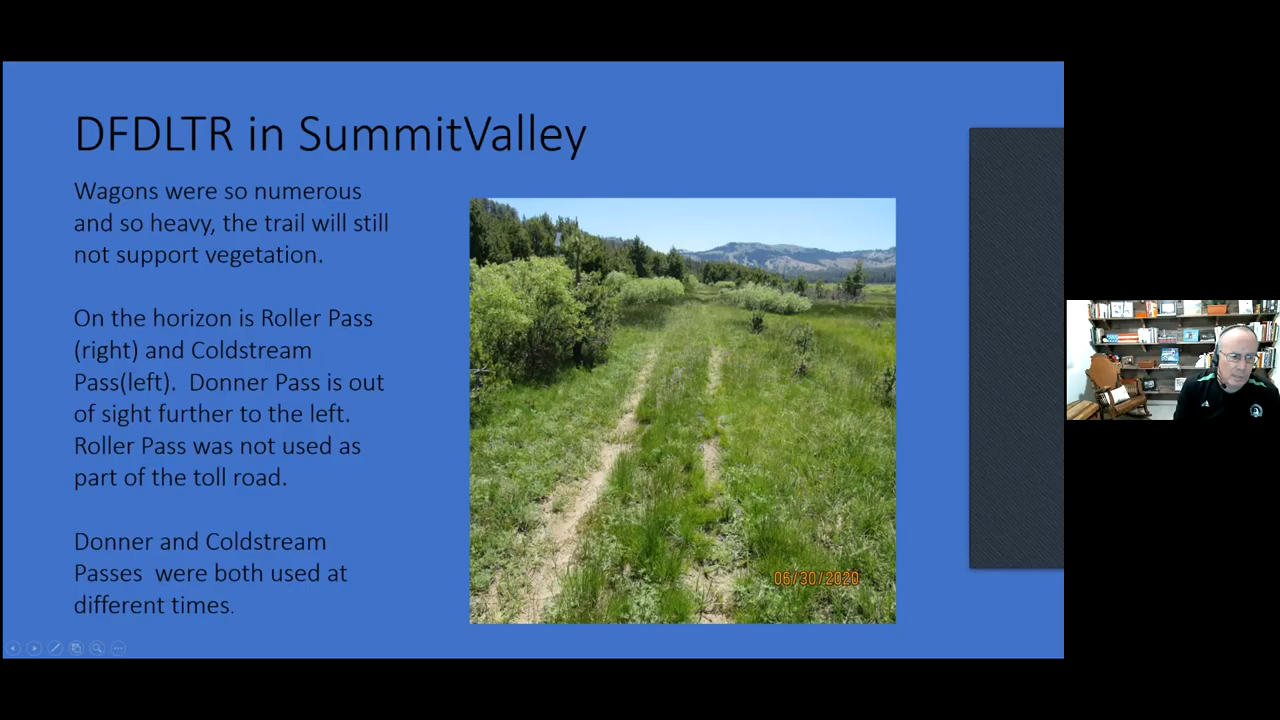 DFDLTR in SummitValley
Wagons were so numerous
and so heavy, the trail will still
not support vegetation.
On the horizon is Roller Pass
(right) and Coldstream
Pass(left).  Donner Pass is out
of sight further to the left.
Roller Pass was not used as
part of the toll road.
Donner and Coldstream
Passes  were both used at
different times.
06/30/2020